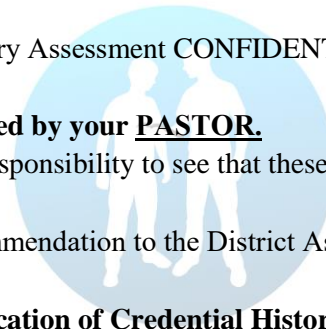 ry Assessment CONFIDENT
ed by your PASTOR.
sponsibility to see that these
mmendation to the District As
cation of Credential Histor